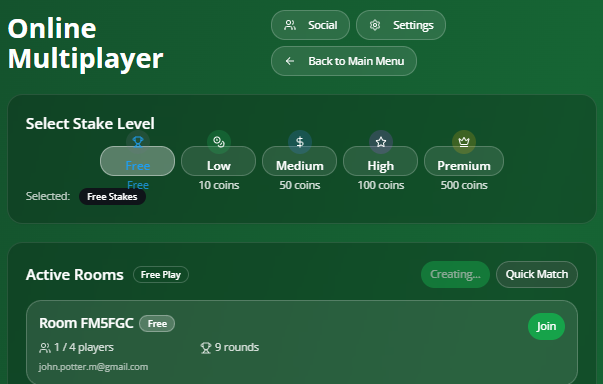 Online
Multiplayer
Social
Settings
Back to Main Menu
Select Stake Level
Free
Low
Medium
High
Premium
Free
10 coins
50 coins
100 coins
500 coins
Selected:
Free Stakes
Active Rooms
Free Play
Creating...
Quick Match
Room FM5FGC
Free
Join
1 / 4 players
9 rounds
john.potter.m@gmail.com